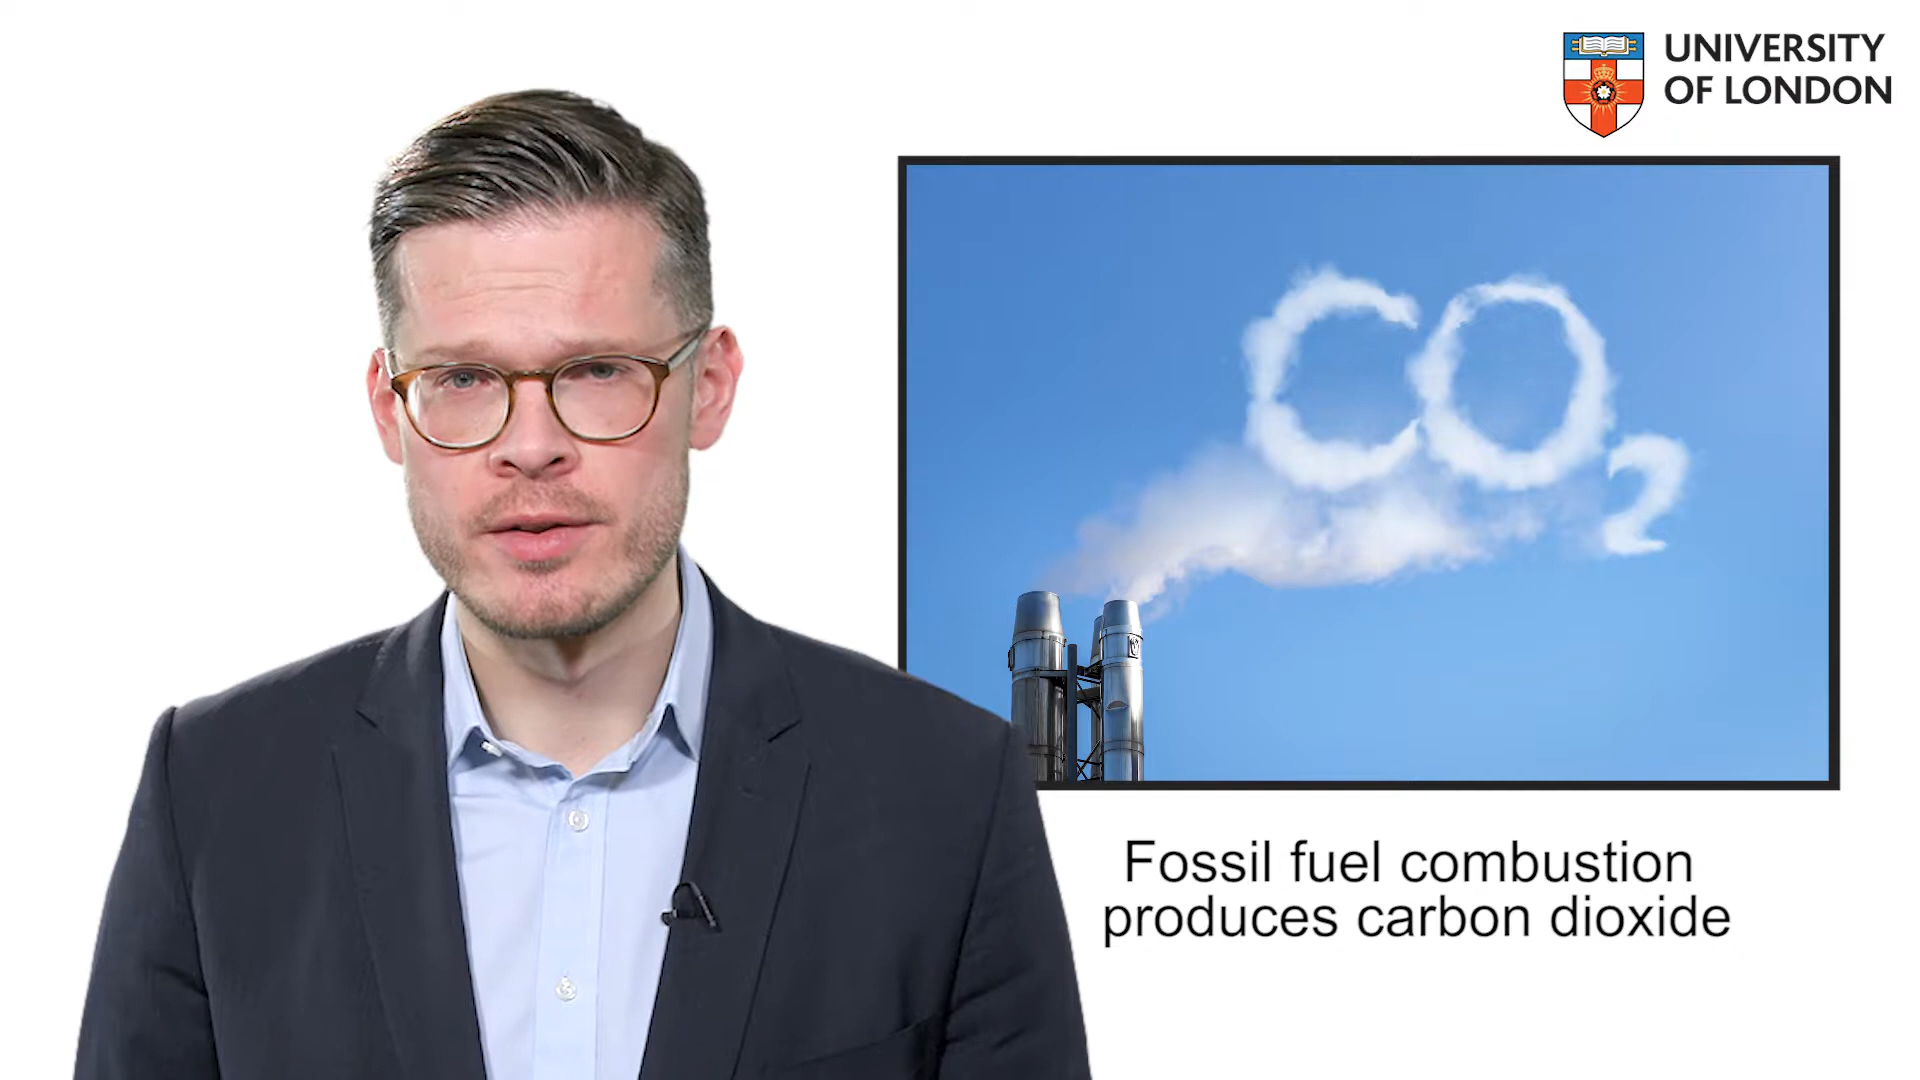 UNIVERSITY
OF LONDON
CO2
Fossil fuel combustion
produces carbon dioxide